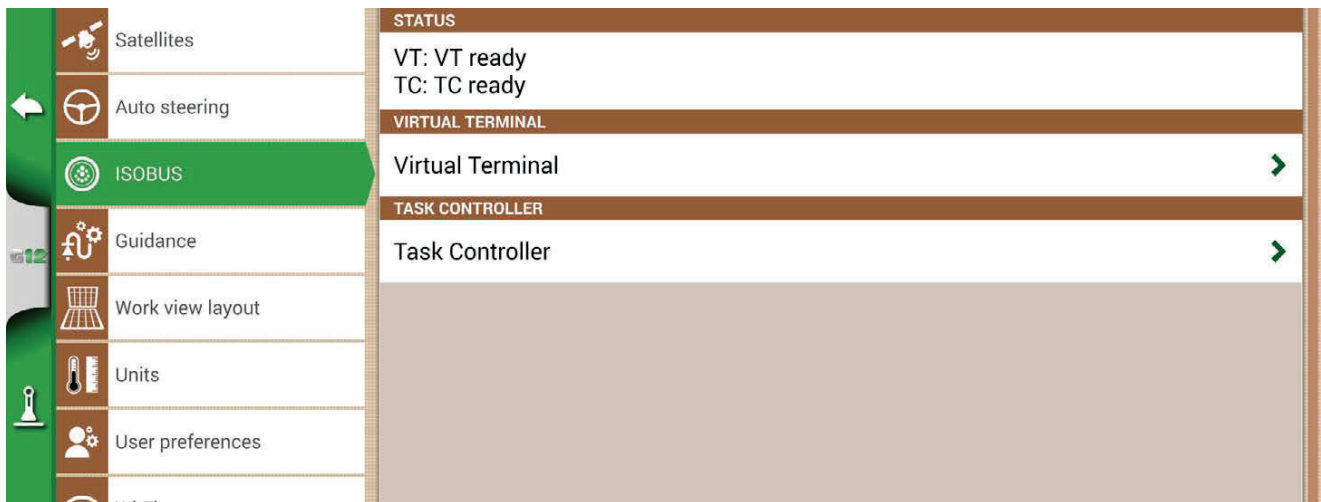 Satellites
Auto steering
ISOBUS
Guidance
Work view layout
Units
User preferences
G12
STATUS
VT: VT ready
TC: TC ready
VIRTUAL TERMINAL
Virtual Terminal
TASK CONTROLLER
Task Controller